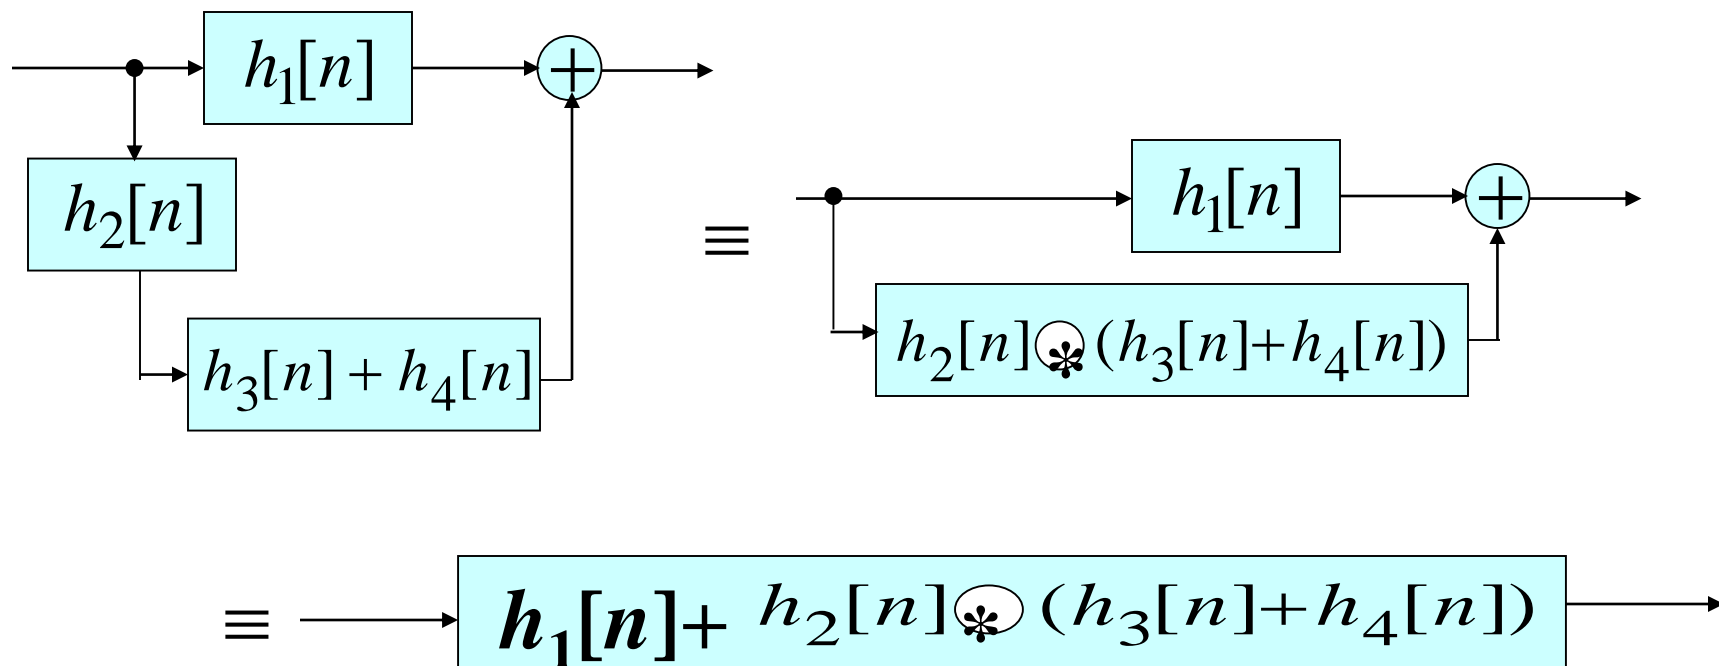 h₁[n]
+
h₂[n]
h₃[n] + h₄[n]
≡
h₁[n]
+
h₂[n]⊛(h₃[n]+h₄[n])
≡
h₁[n]+ h₂[n]⊛(h₃[n]+h₄[n])